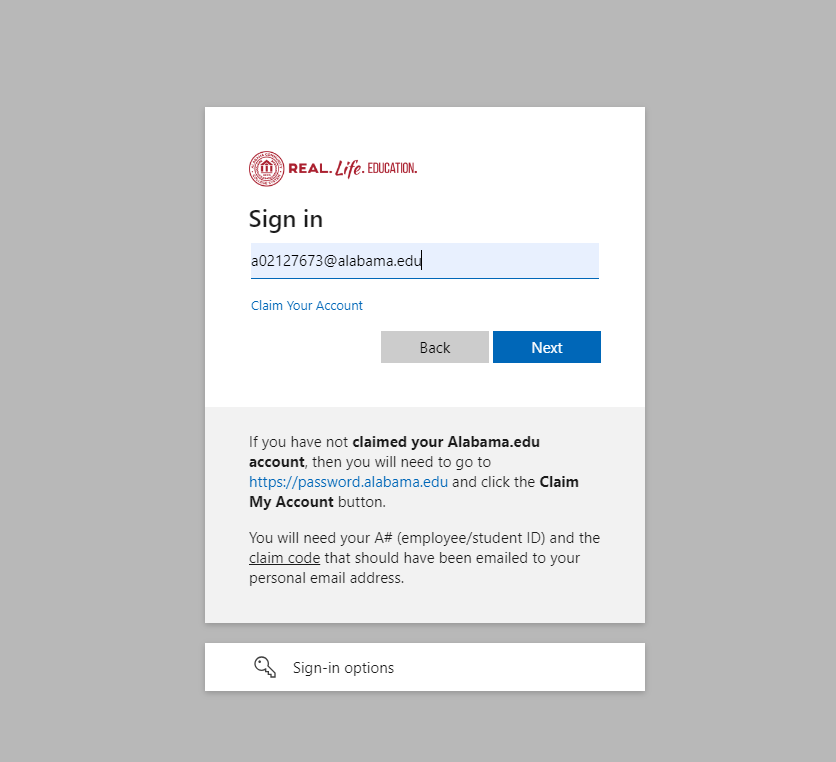 REAL. Life. EDUCATION.
Sign in
a02127673@alabama.edu
Claim Your Account
Back
Next
If you have not claimed your Alabama.edu
account, then you will need to go to
https://password.alabama.edu and click the Claim
My Account button.
You will need your A# (employee/student ID) and the
claim code that should have been emailed to your
personal email address.
Sign-in options